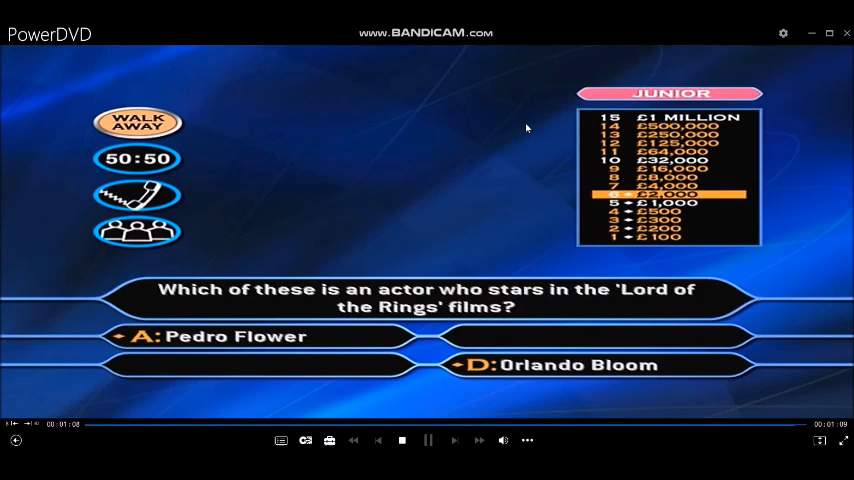 PowerDVD
www.BANDICAM.com
JUNIOR
WALK
AWAY
50:50
15 £1 MILLION
14 £500,000
13 £250,000
12 £125,000
11 £64,000
10 £32,000
9 £16,000
8 £8,000
7 £4,000
6 £2,000
5 £1,000
4 £500
3 £300
2 £200
1 £100
Which of these is an actor who stars in the 'Lord of
the Rings' films?
A: Pedro Flower
D: Orlando Bloom
00:01:08
00:01:09